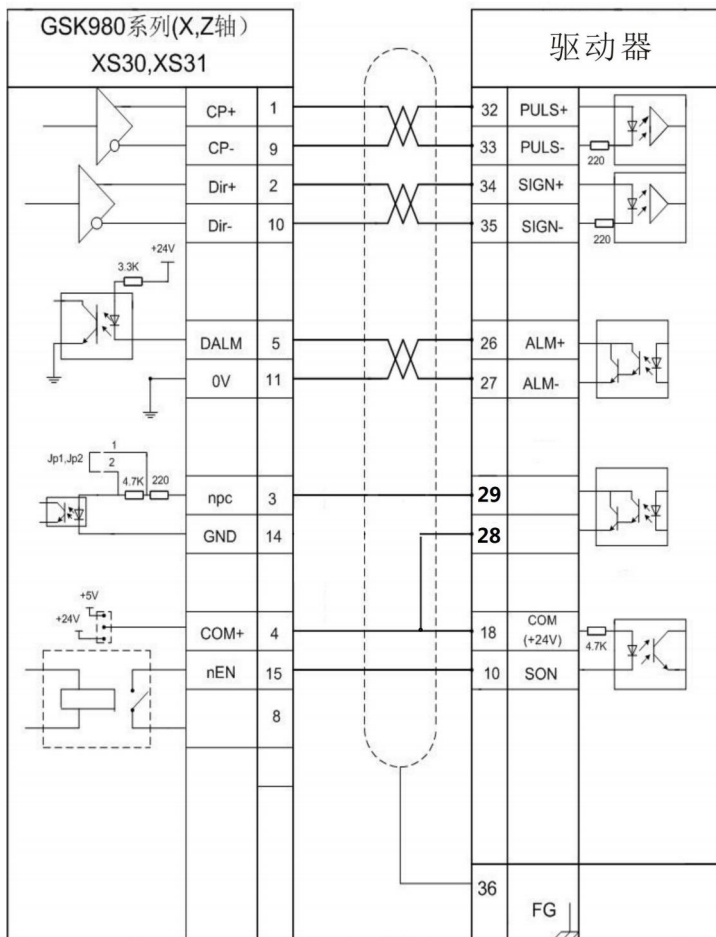 GSK980系列(X,Z轴）
XS30,XS31
驱动器
CP+ 1 32 PULS+
CP- 9 33 PULS-
220
Dir+ 2 34 SIGN+
Dir- 10 35 SIGN-
220
+24V
3.3K
DALM 5 26 ALM+
0V 11 27 ALM-
Jp1,Jp2
1
2
4.7K 220
npc 3 29
GND 14 28
+5V
+24V
COM+ 4 18 COM
(+24V)
4.7K
nEN 15 10 SON
8
36
FG